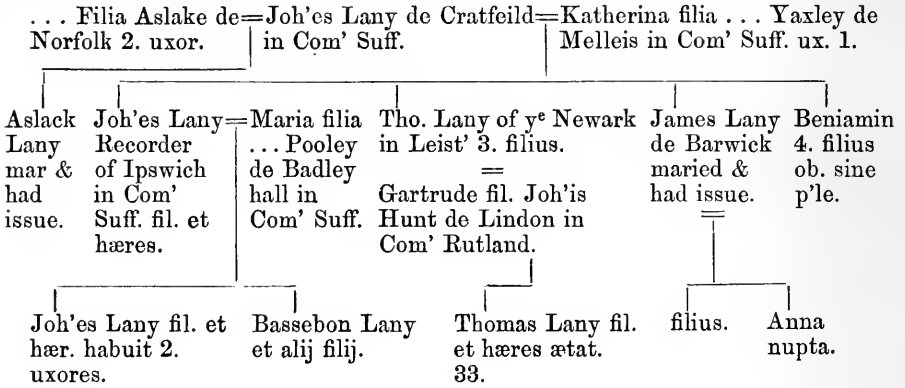 . . . Filia Aslake de=Joh'es Lany de Cratfeild=Katherina filia . . . Yaxley de
Norfolk 2. uxor. in Com' Suff. Melleis in Com' Suff. ux. 1.
Aslack
Lany
mar &
had
issue.
Joh'es Lany=
Recorder
of Ipswich
in Com'
Suff. fil. et
hæres.
Maria filia
. . . Pooley
de Badley
hall in
Com' Suff.
Tho. Lany of yᵉ Newark
in Leist' 3. filius.
=
Gartrude fil. Joh'is
Hunt de Lindon in
Com' Rutland.
James Lany
de Barwick
maried &
had issue.
=
Beniamin
4. filius
ob. sine
p'le.
Joh'es Lany fil. et
hær. habuit 2.
uxores.
Bassebon Lany
et alij filij.
Thomas Lany fil.
et hæres ætat.
33.
filius.
Anna
nupta.